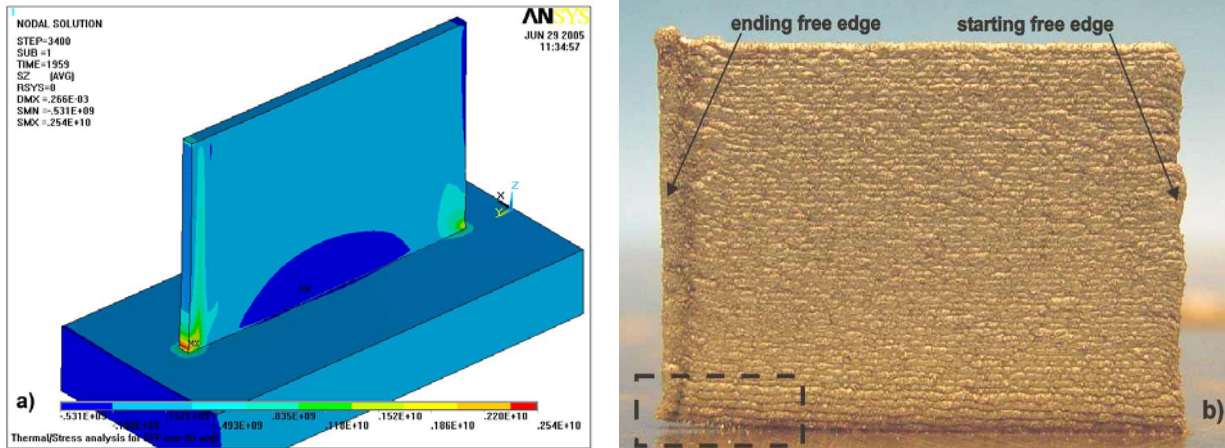 1
NODAL SOLUTION
STEP=3400
SUB =1
TIME=1959
SZ (AVG)
RSYS=0
DMX =.266E-03
SMN =-.531E+09
SMX =.254E+10
ANSYS
JUN 29 2005
11:34:57
X
Y
Z
a)
-.531E+09
.493E+09
.835E+09
.118E+10
.152E+10
.186E+10
.220E+10
.254E+10
Thermal/Stress analysis for
ending free edge
starting free edge
b)